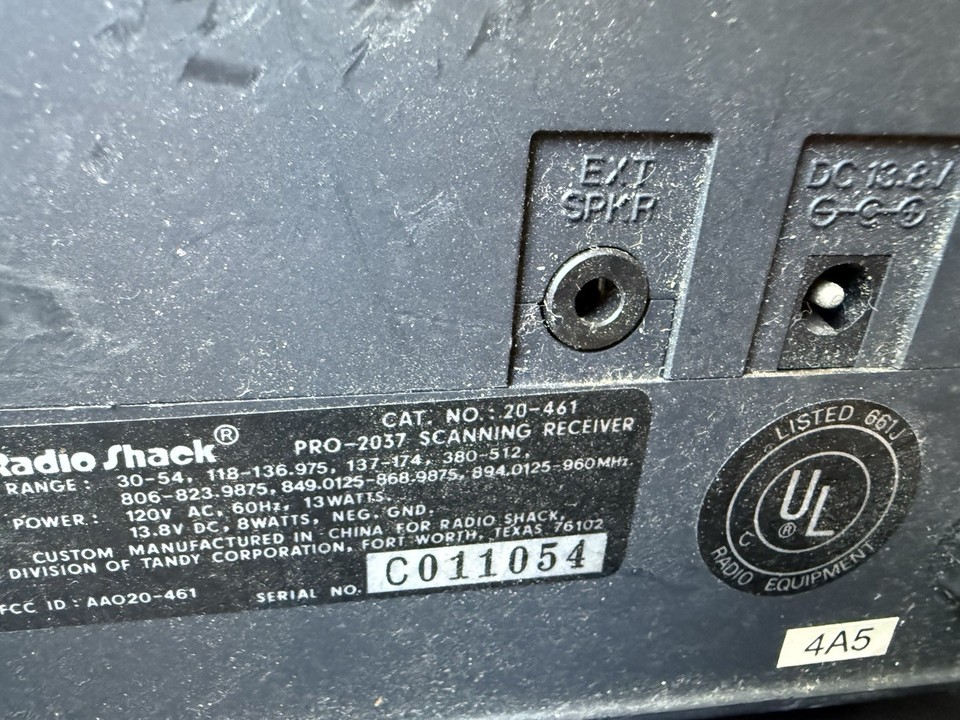 EXT
SPKR
DC 13.8V
Radio Shack®
CAT. NO.: 20-461
PRO-2037 SCANNING RECEIVER
RANGE: 30-54, 118-136.975, 137-174, 380-512,
806-823.9875, 849.0125-868.9875, 894.0125-960MHz.
POWER: 120V AC, 60Hz, 13WATTS.
13.8V DC, 8WATTS, NEG. GND.
CUSTOM MANUFACTURED IN CHINA FOR RADIO SHACK,
DIVISION OF TANDY CORPORATION, FORT WORTH, TEXAS 76102
FCC ID: AAO20-461
SERIAL NO. C011054
LISTED 661J
C UL®
RADIO EQUIPMENT
4A5